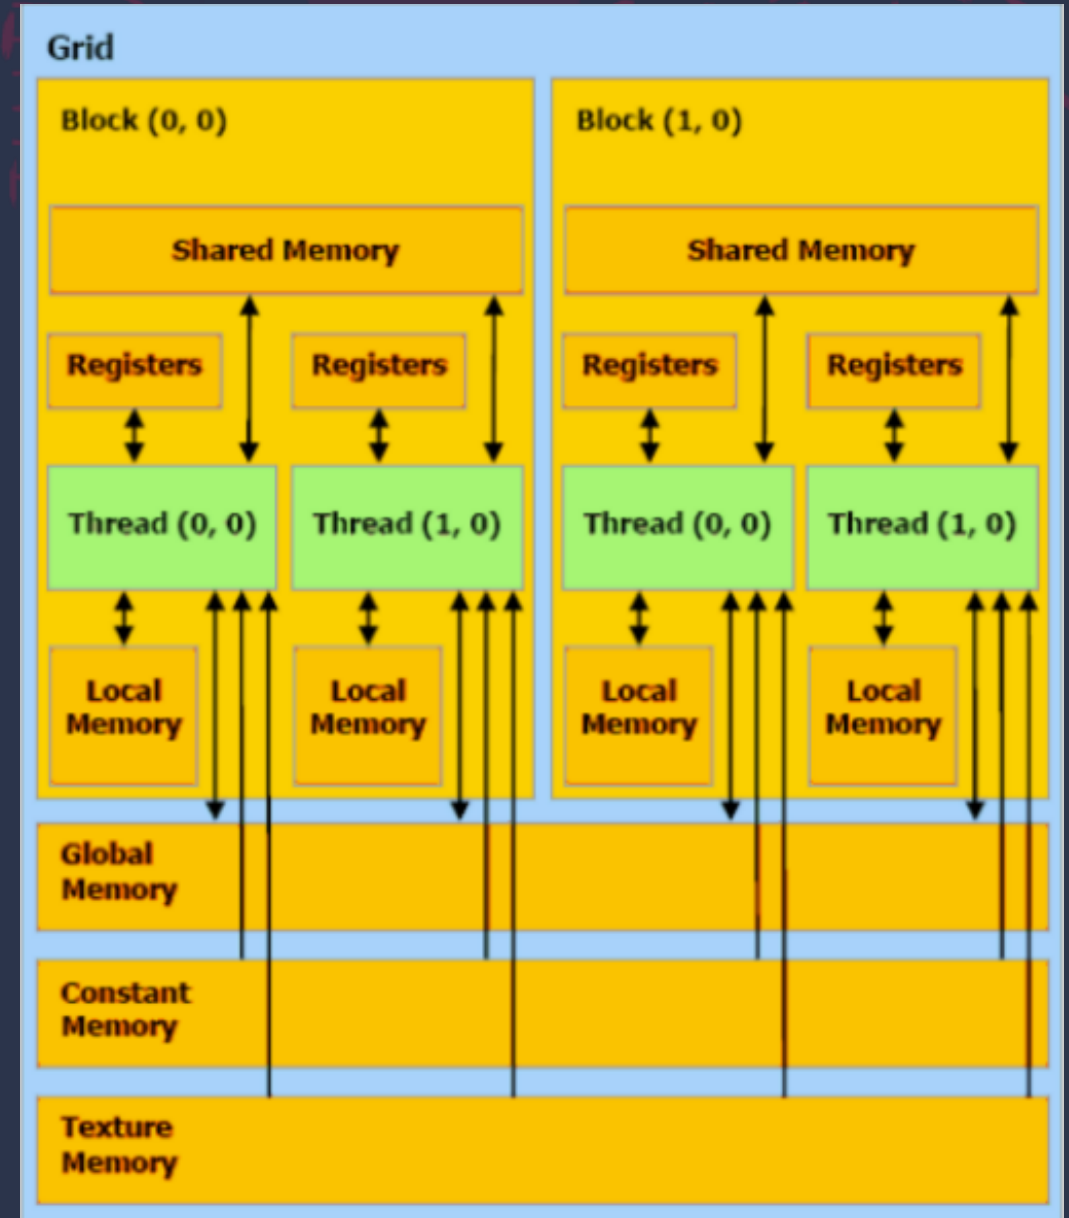 Grid
Block (0, 0)
Shared Memory
Registers
Registers
Thread (0, 0)
Thread (1, 0)
Local
Memory
Local
Memory
Block (1, 0)
Shared Memory
Registers
Registers
Thread (0, 0)
Thread (1, 0)
Local
Memory
Local
Memory
Global
Memory
Constant
Memory
Texture
Memory